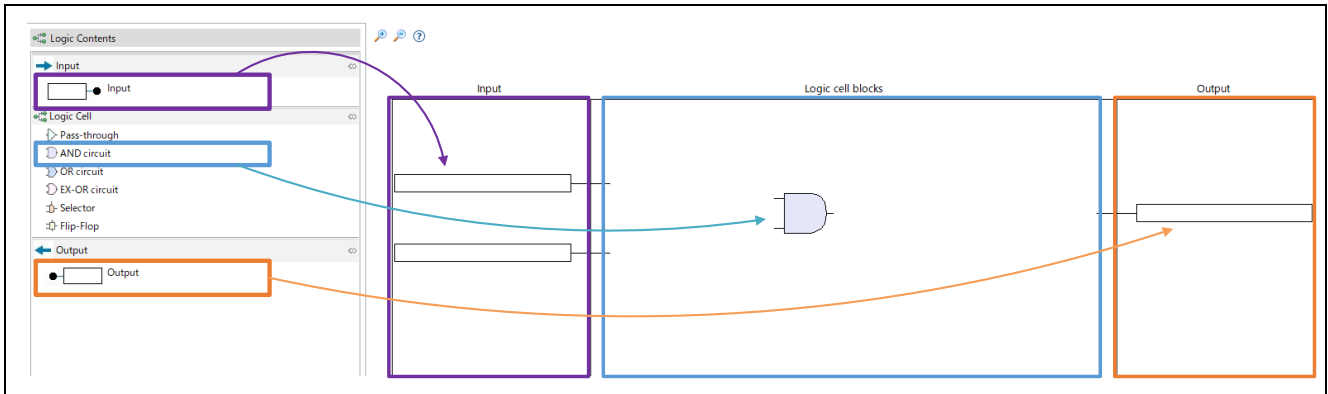 Logic Contents
Input
Input
Logic Cell
Pass-through
AND circuit
OR circuit
EX-OR circuit
Selector
Flip-Flop
Output
Output
?
Input
Logic cell blocks
Output